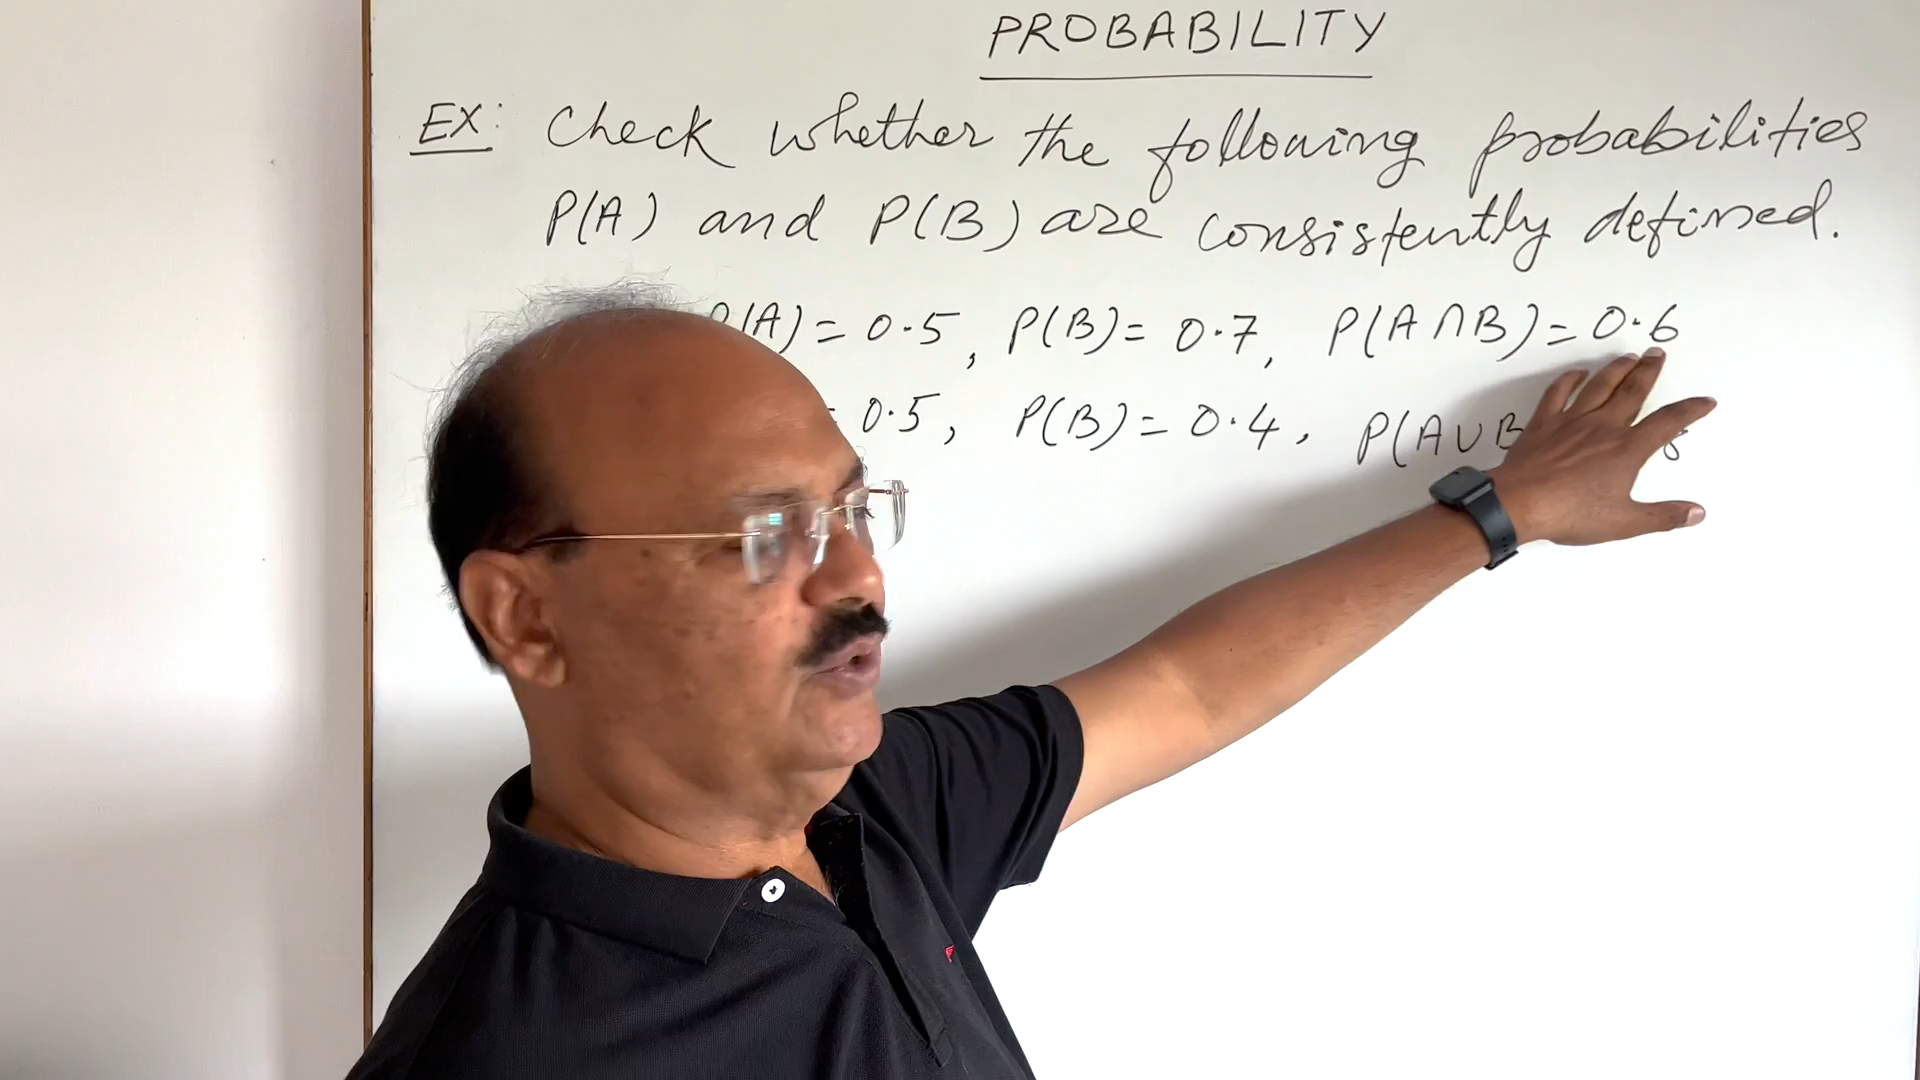 PROBABILITY
EX: Check whether the following probabilities
P(A) and P(B) are consistently defined.
P(A) = 0.5, P(B) = 0.7, P(A∩B) = 0.6
= 0.5, P(B) = 0.4, P(A∪B